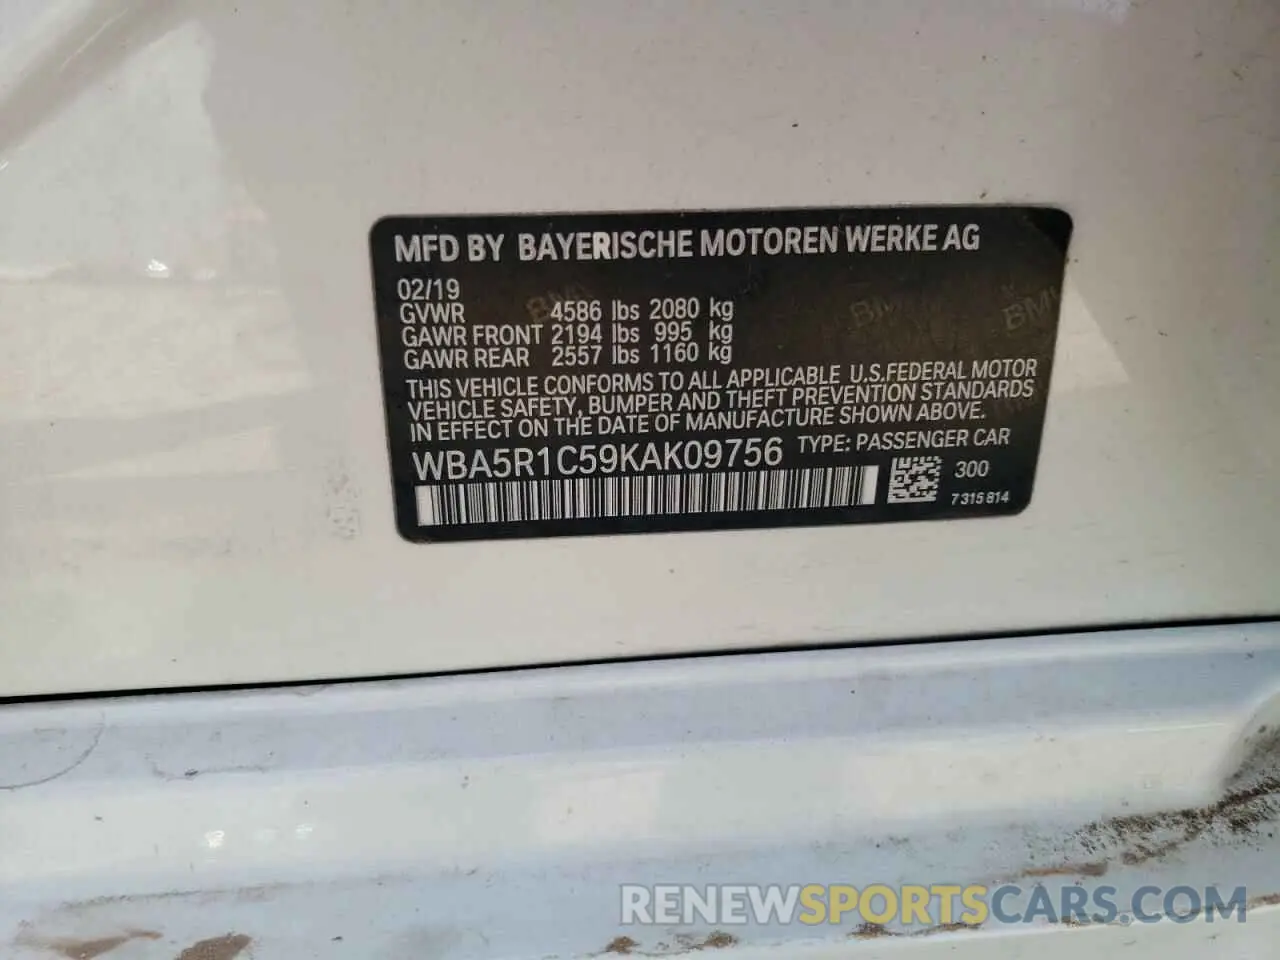 MFD BY BAYERISCHE MOTOREN WERKE AG
02/19
GVWR 4586 lbs 2080 kg
GAWR FRONT 2194 lbs 995 kg
GAWR REAR 2557 lbs 1160 kg
THIS VEHICLE CONFORMS TO ALL APPLICABLE U.S.FEDERAL MOTOR
VEHICLE SAFETY, BUMPER AND THEFT PREVENTION STANDARDS
IN EFFECT ON THE DATE OF MANUFACTURE SHOWN ABOVE.
WBA5R1C59KAK09756 TYPE: PASSENGER CAR
300
7 315 814
RENEWSPORTSCARS.COM